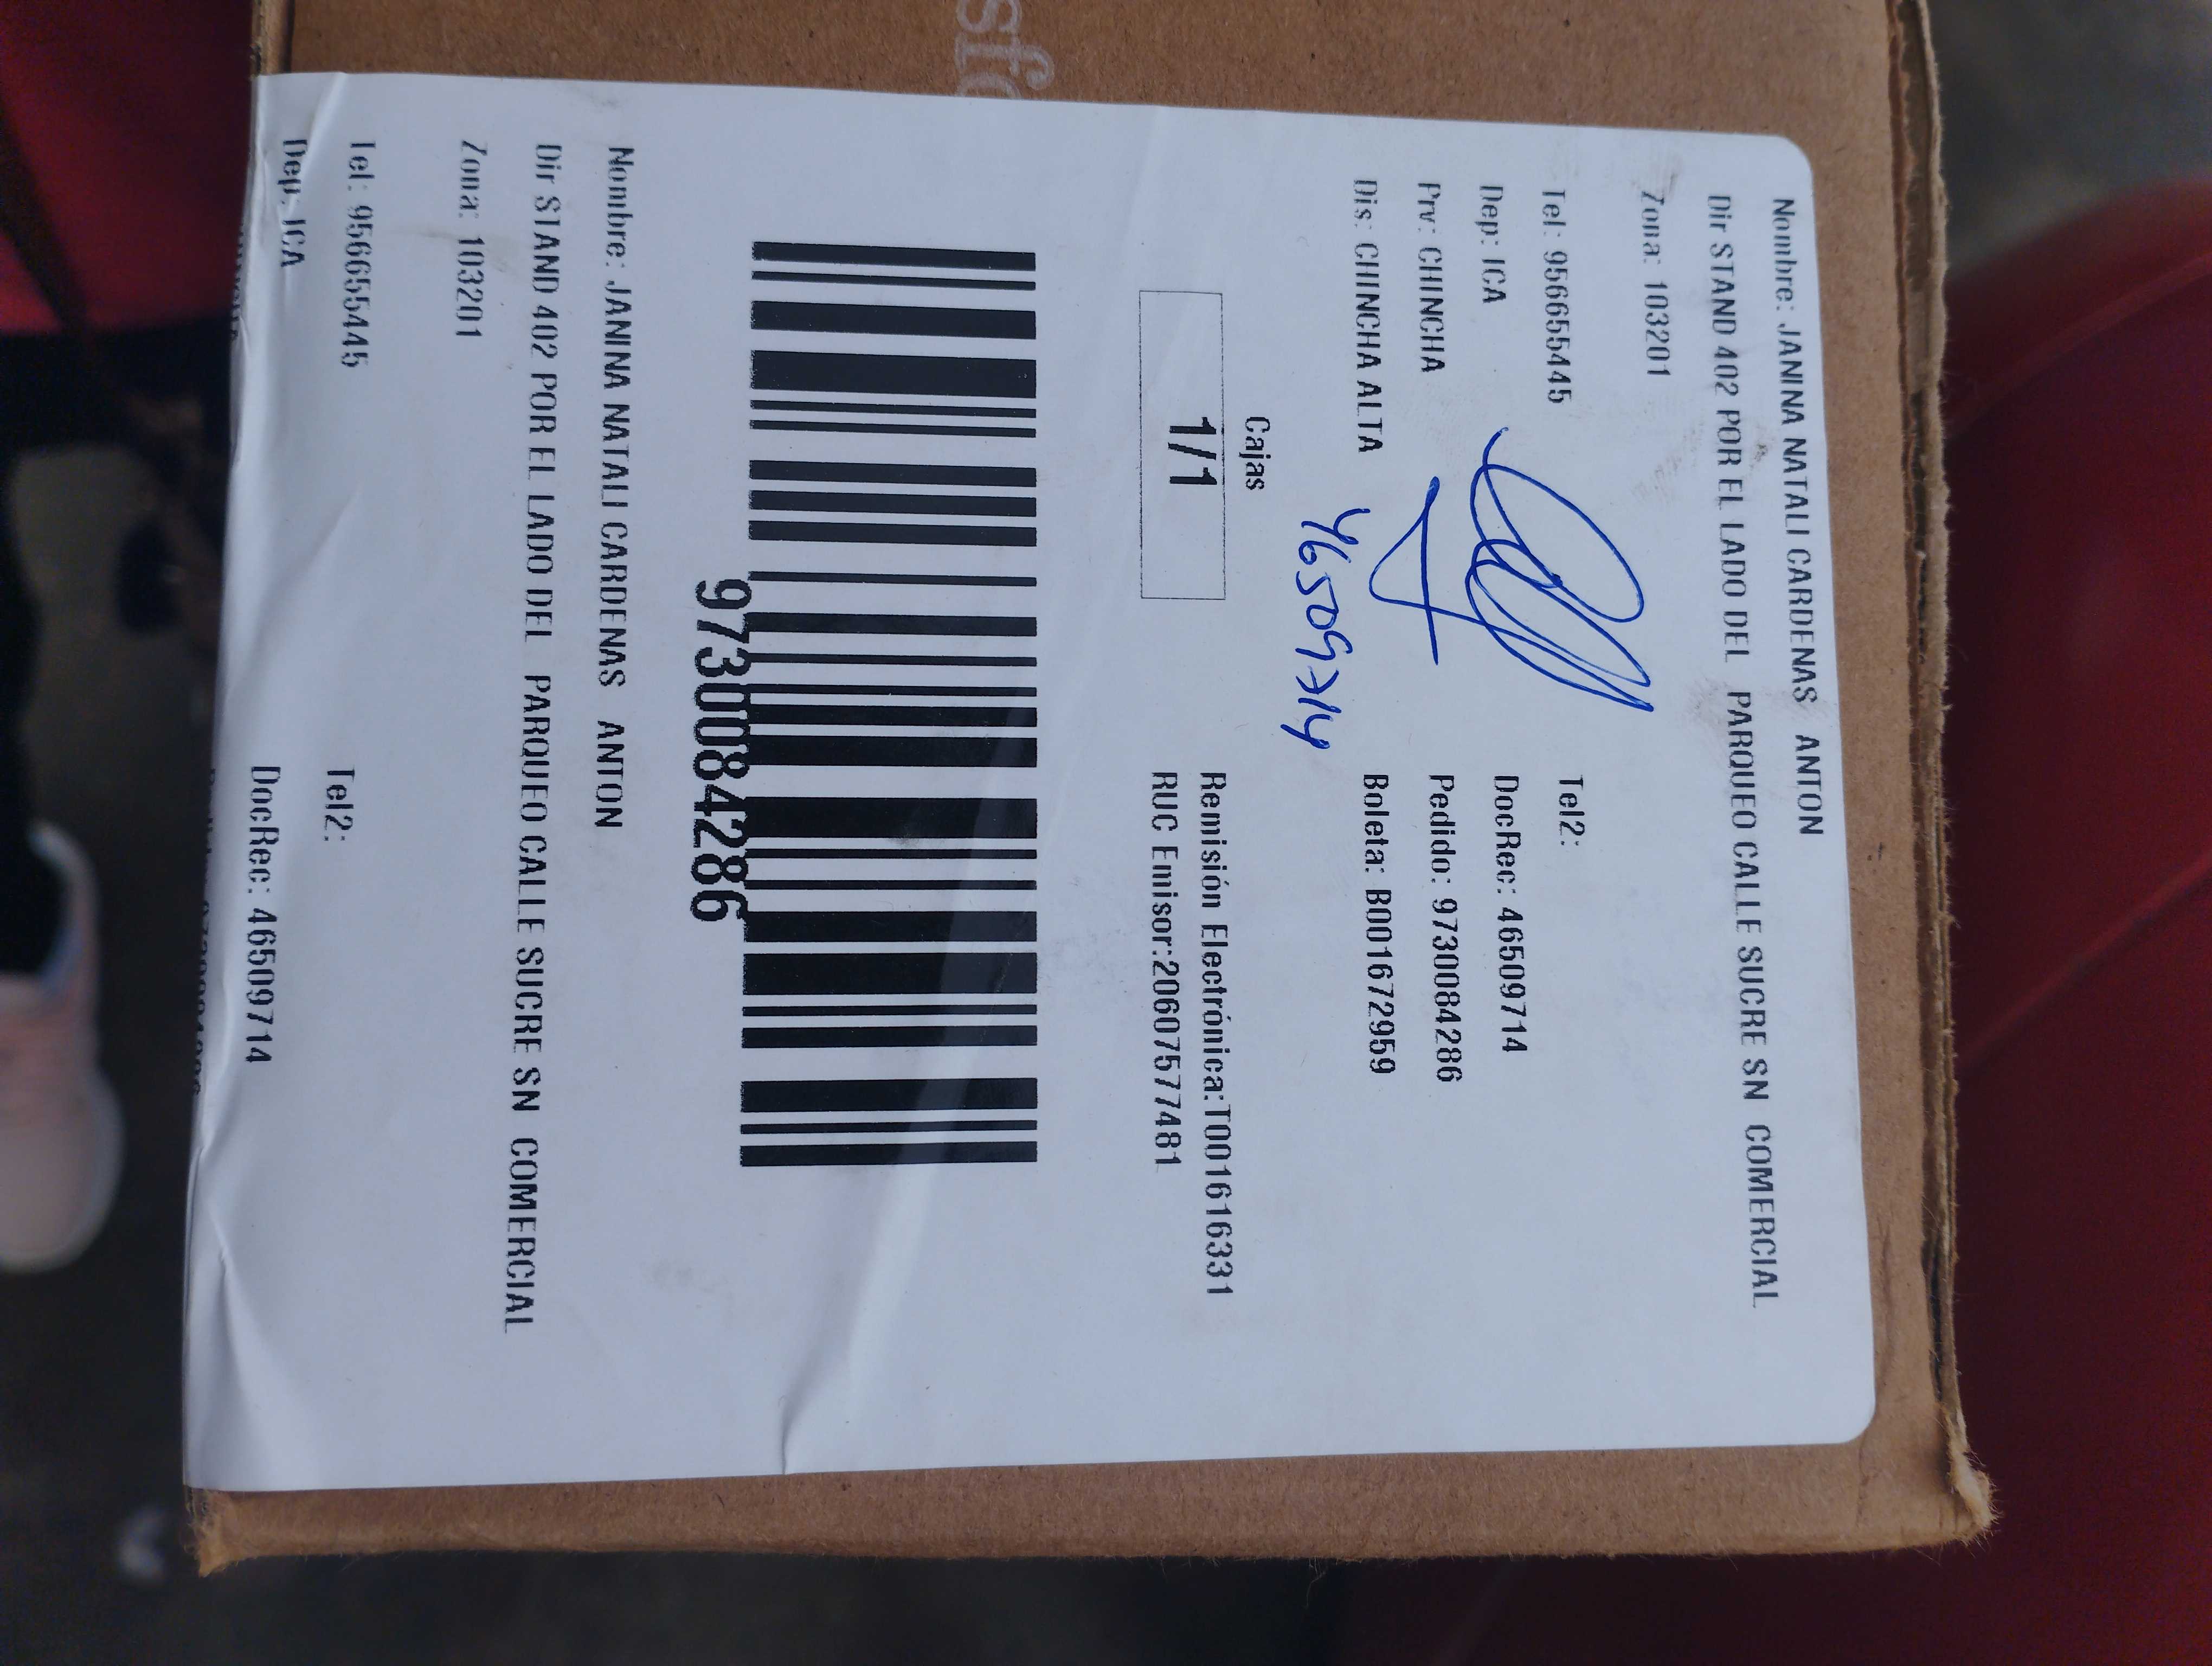 Nombre: JANINA NATALI CARDENAS ANTON
Dir STAND 402 POR EL LADO DEL PARQUEO CALLE SUCRE SN COMERCIAL
Zona: 103201
Tel: 956655445 Tel2:
Dep: ICA DocRec: 46509714
Prv: CHINCHA Pedido: 9730084286
Dis: CHINCHA ALTA Boleta: B001672959
46509714
Cajas
1/1
Remisión Electrónica:T001616331
RUC Emisor:20607577481
9730084286
Nombre: JANINA NATALI CARDENAS ANTON
Dir STAND 402 POR EL LADO DEL PARQUEO CALLE SUCRE SN COMERCIAL
Zona: 103201
Tel: 956655445 Tel2:
Dep: ICA DocRec: 46509714